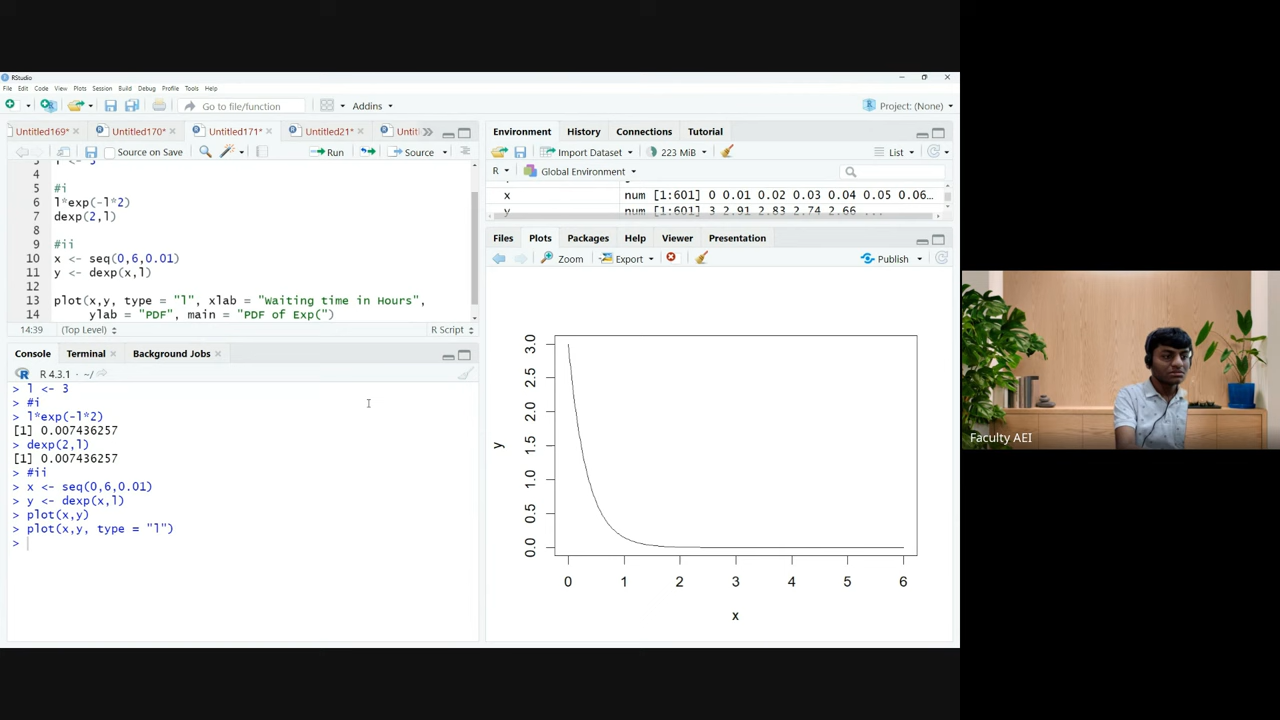 RStudio
File Edit Code View Plots Session Build Debug Profile Tools Help
Go to file/function Addins Project: (None)
Untitled169* Untitled170* Untitled171* Untitled21* Untit
Source on Save Run Source
4
5 #i
6 l*exp(-l*2)
7 dexp(2,l)
8
9 #ii
10 x <- seq(0,6,0.01)
11 y <- dexp(x,l)
12
13 plot(x,y, type = "l", xlab = "Waiting time in Hours",
14 ylab = "PDF", main = "PDF of Exp(")
14:39 (Top Level) R Script
Console Terminal Background Jobs
R 4.3.1 · ~/
> l <- 3
> #i
> l*exp(-l*2)
[1] 0.007436257
> dexp(2,l)
[1] 0.007436257
> #ii
> x <- seq(0,6,0.01)
> y <- dexp(x,l)
> plot(x,y)
> plot(x,y, type = "l")
>
Environment History Connections Tutorial
Import Dataset 223 MiB List
R Global Environment
x num [1:601] 0 0.01 0.02 0.03 0.04 0.05 0.06…
y num [1:601] 3 2.91 2.83 2.74 2.66 ...
Files Plots Packages Help Viewer Presentation
Zoom Export Publish
3.0
2.5
2.0
1.5
1.0
0.5
0.0
y
0 1 2 3 4 5 6
x
Faculty AEI